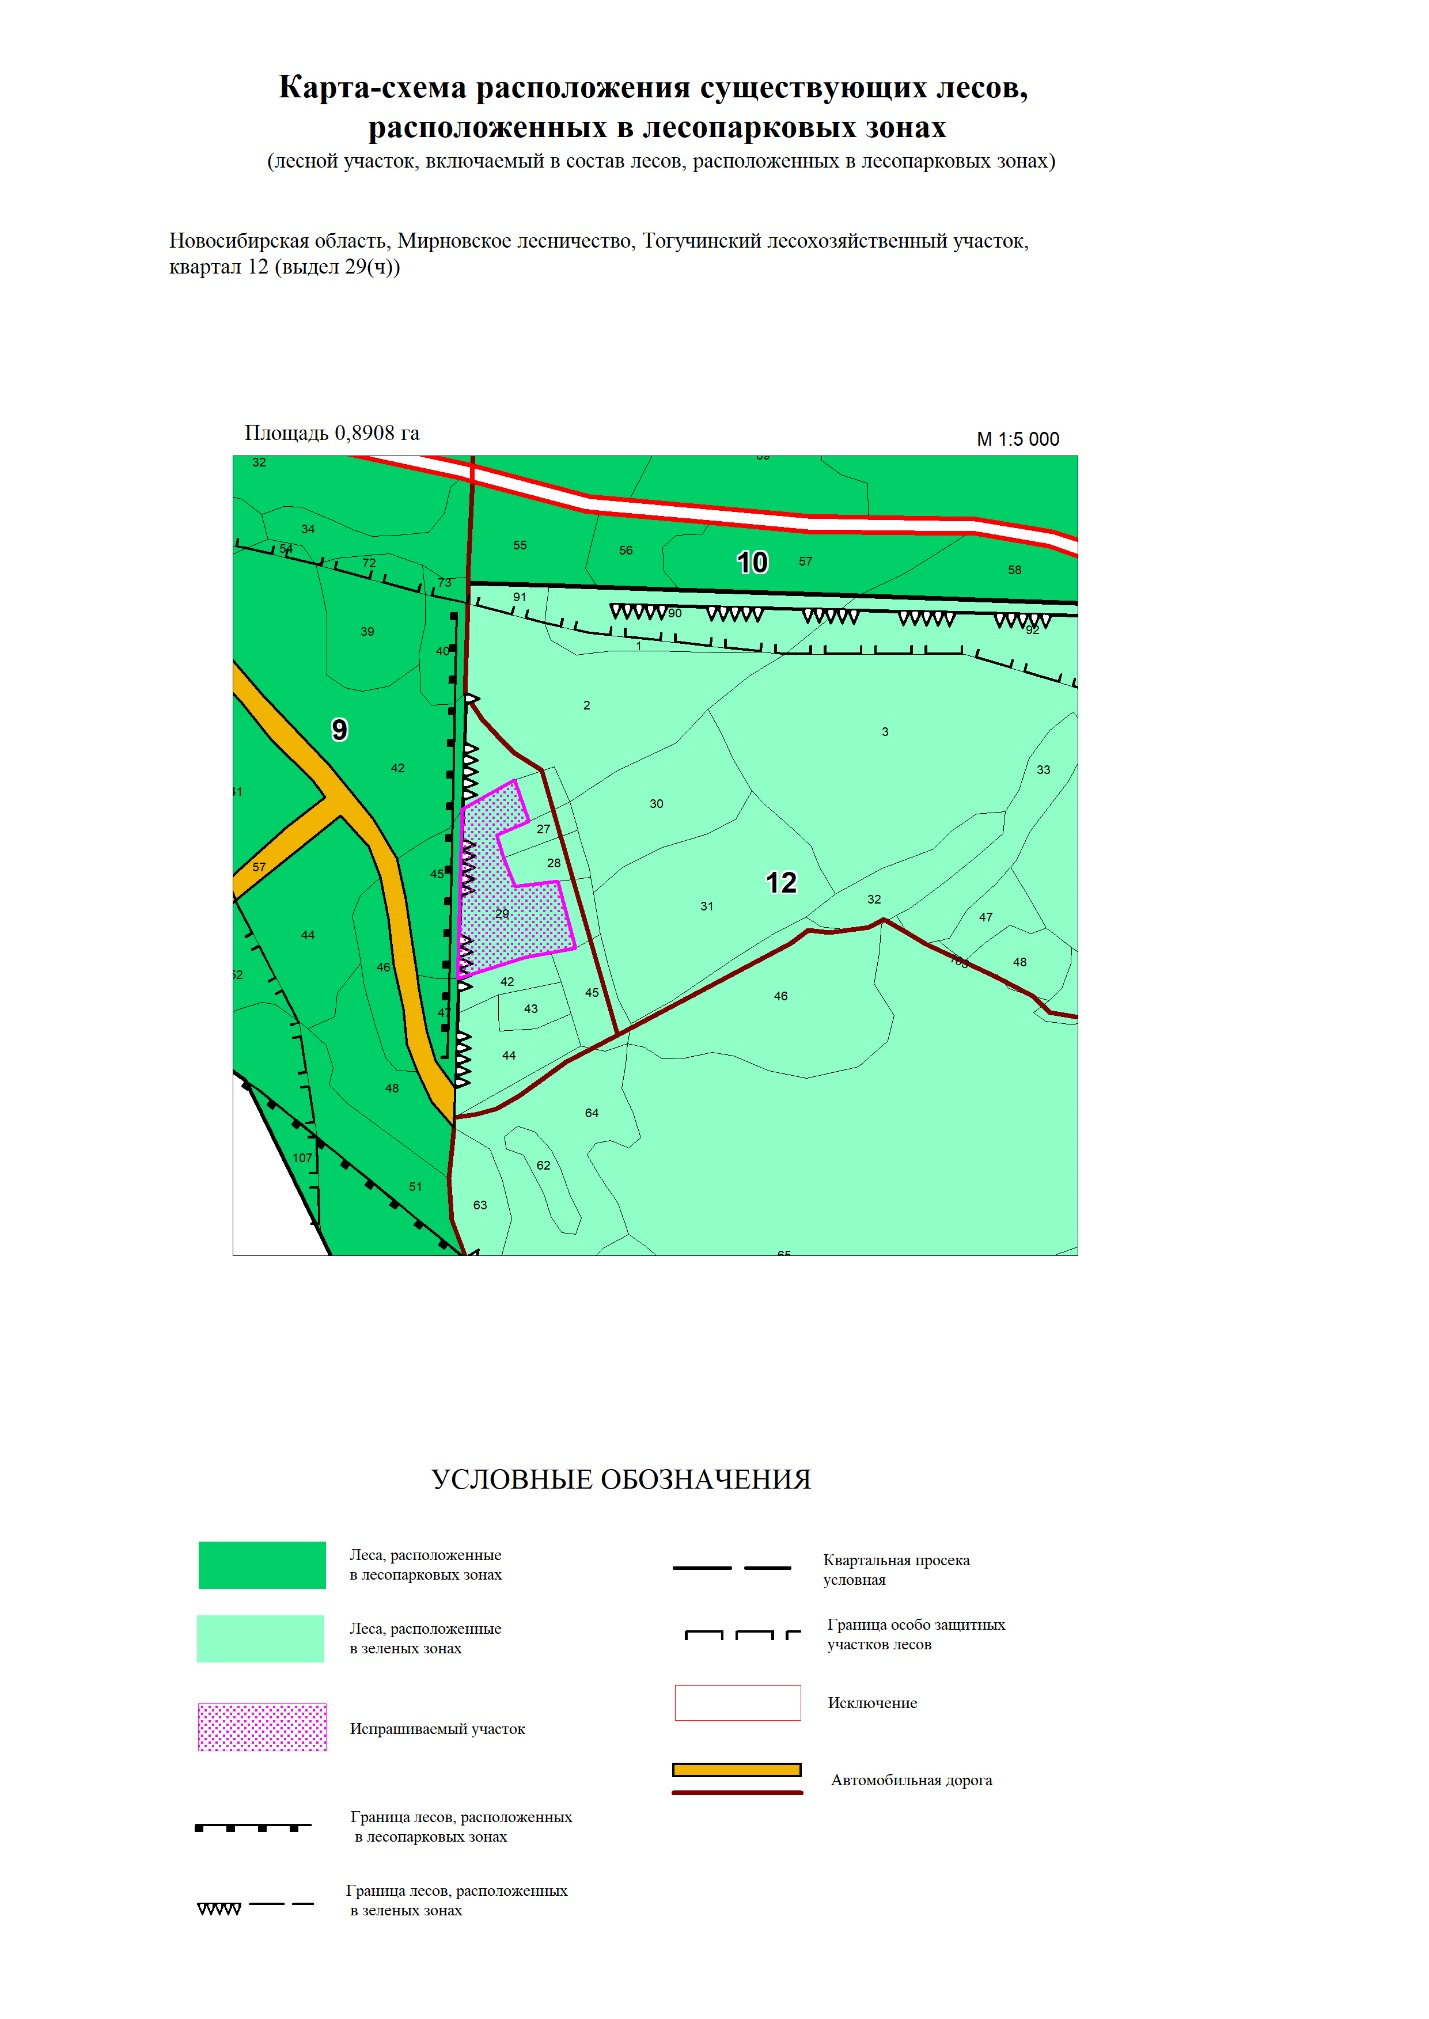 Карта-схема расположения существующих лесов,
расположенных в лесопарковых зонах
(лесной участок, включаемый в состав лесов, расположенных в лесопарковых зонах)
Новосибирская область, Мирновское лесничество, Тогучинский лесохозяйственный участок,
квартал 12 (выдел 29(ч))
Площадь 0,8908 га
М 1:5 000
32
34
54
72
73
55
56
10
57
58
91
90
92
1
39
40
2
3
9
42
33
41
30
27
28
57
45
12
31
32
29
47
44
46
48
42
45
46
43
47
44
48
64
107
62
51
63
65
УСЛОВНЫЕ ОБОЗНАЧЕНИЯ
Леса, расположенные
в лесопарковых зонах
Леса, расположенные
в зеленых зонах
Испрашиваемый участок
Граница лесов, расположенных
в лесопарковых зонах
Граница лесов, расположенных
в зеленых зонах
Квартальная просека
условная
Граница особо защитных
участков лесов
Исключение
Автомобильная дорога